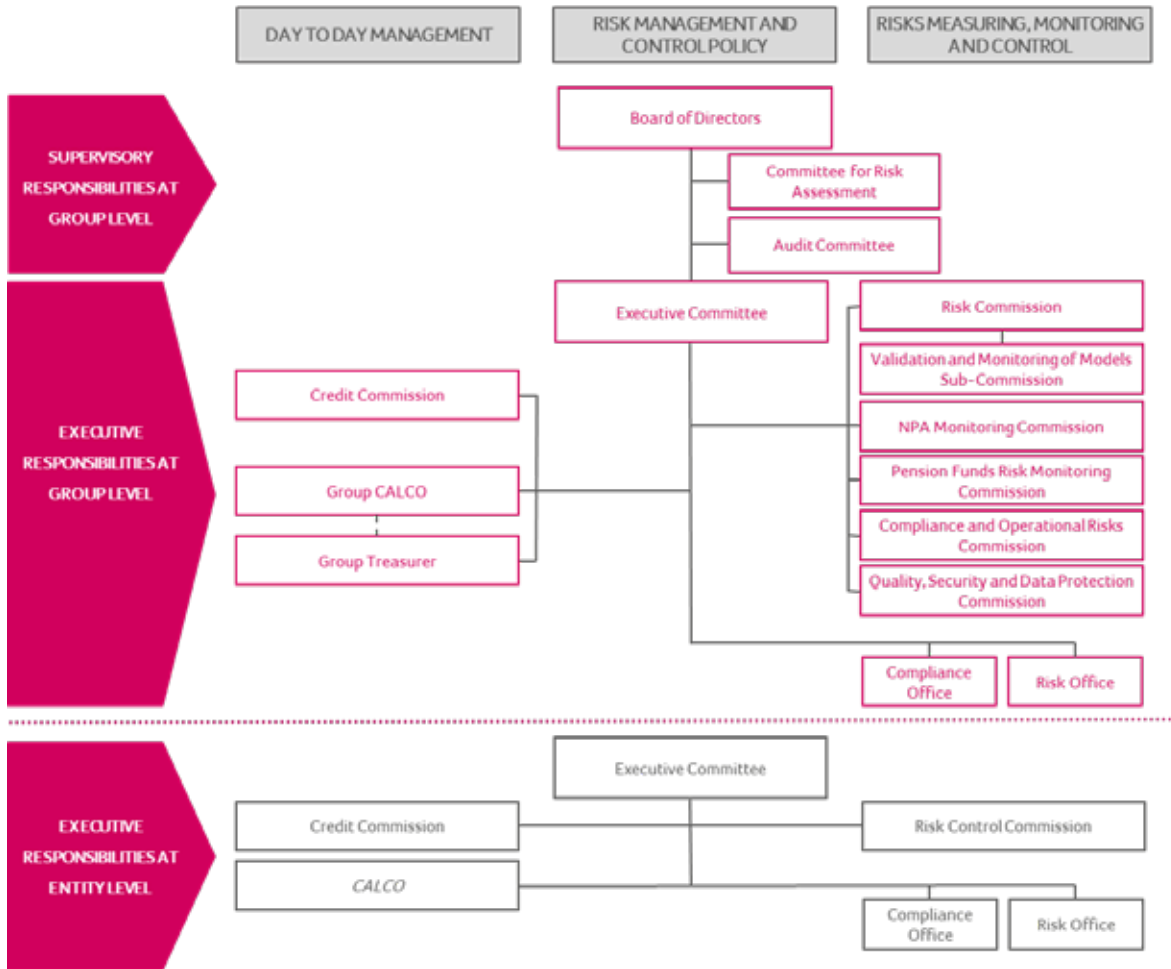 DAY TO DAY MANAGEMENT
RISK MANAGEMENT AND
CONTROL POLICY
RISKS MEASURING, MONITORING
AND CONTROL
SUPERVISORY
RESPONSIBILITIES AT
GROUP LEVEL
Board of Directors
Committee for Risk
Assessment
Audit Committee
EXECUTIVE
RESPONSIBILITIES AT
GROUP LEVEL
Executive Committee
Risk Commission
Validation and Monitoring of Models
Sub-Commission
Credit Commission
NPA Monitoring Commission
Group CALCO
Pension Funds Risk Monitoring
Commission
Compliance and Operational Risks
Commission
Group Treasurer
Quality, Security and Data Protection
Commission
Compliance
Office
Risk Office
EXECUTIVE
RESPONSIBILITIES AT
ENTITY LEVEL
Executive Committee
Credit Commission
Risk Control Commission
CALCO
Compliance
Office
Risk Office